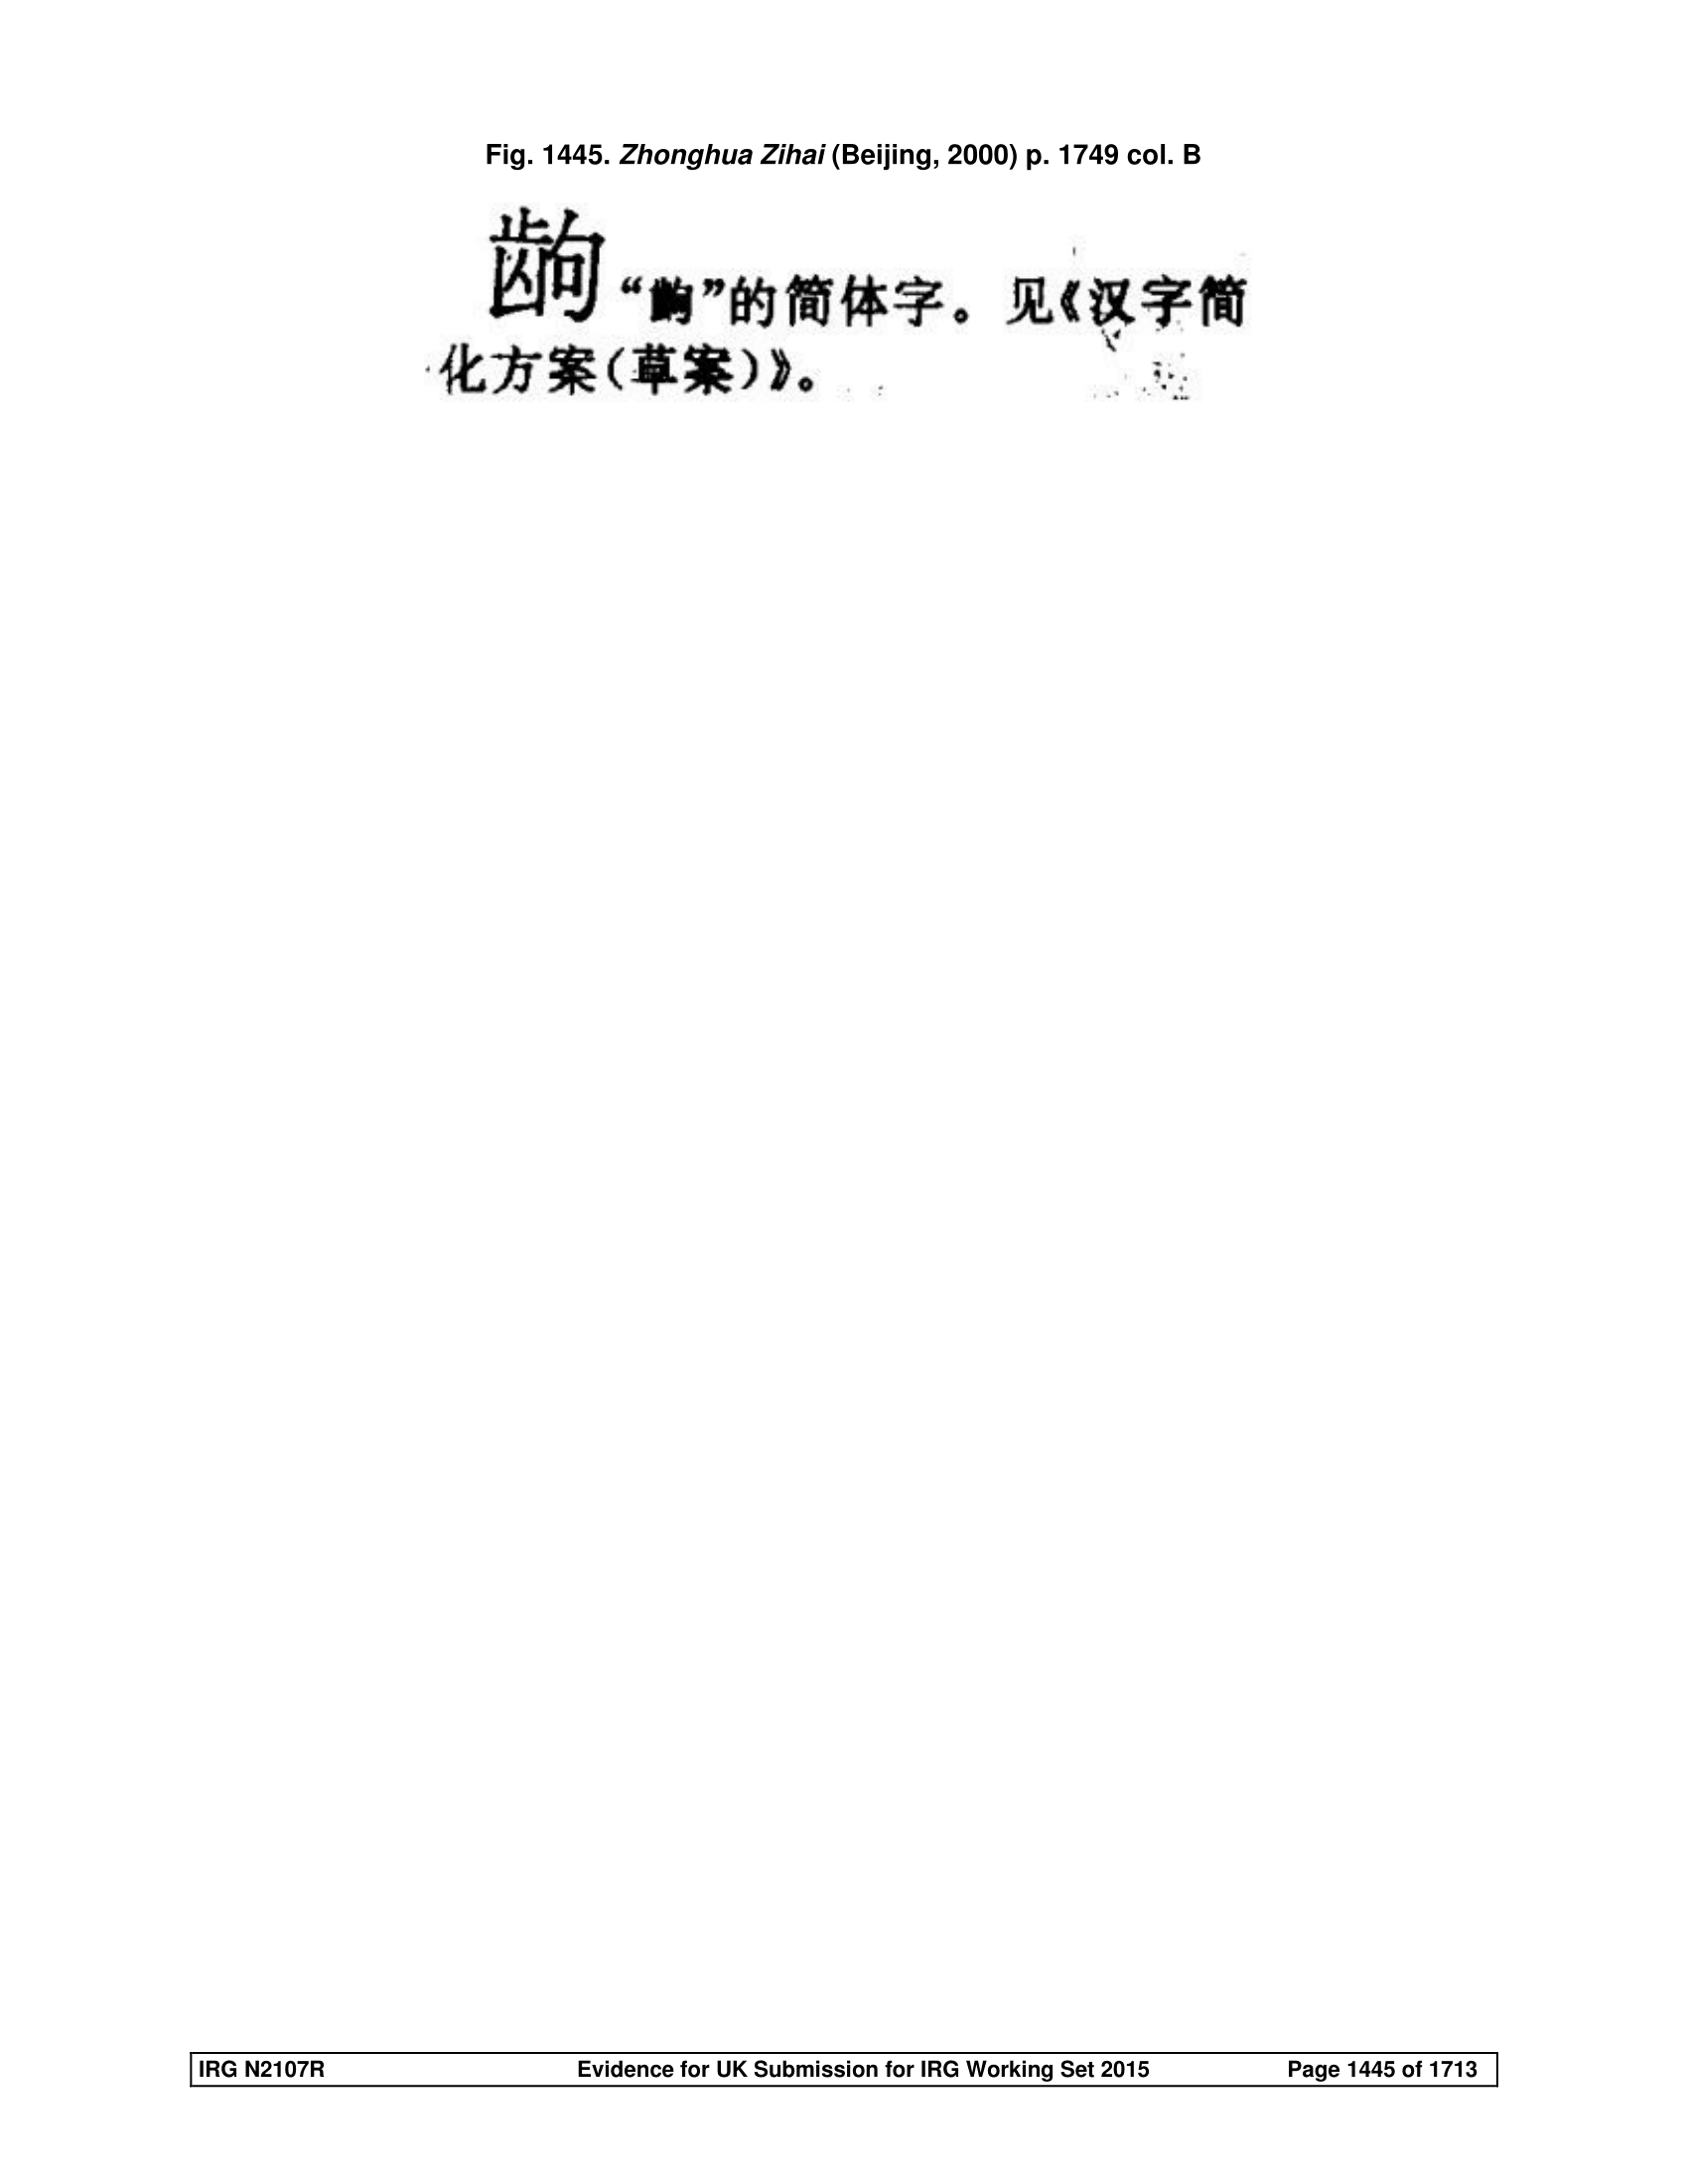 Fig. 1445. Zhonghua Zihai (Beijing, 2000) p. 1749 col. B
“齣”的简体字。见《汉字简
化方案(草案)》。
IRG N2107R Evidence for UK Submission for IRG Working Set 2015 Page 1445 of 1713